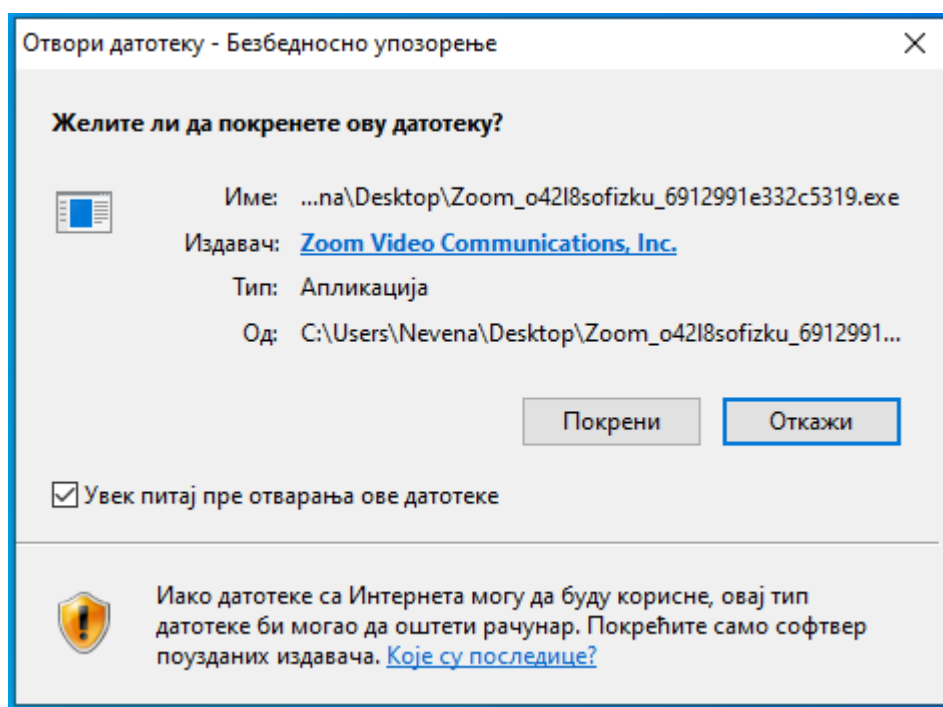 Отвори датотеку - Безбедносно упозорење
Желите ли да покренете ову датотеку?
Име: ...na\Desktop\Zoom_o42l8sofizku_6912991e332c5319.exe
Издавач: Zoom Video Communications, Inc.
Тип: Апликација
Од: C:\Users\Nevena\Desktop\Zoom_o42l8sofizku_6912991...
Покрени Откажи
Увек питај пре отварања ове датотеке
Иако датотеке са Интернета могу да буду корисне, овај тип
датотеке би могао да оштети рачунар. Покрећите само софтвер
поузданих издавача. Које су последице?